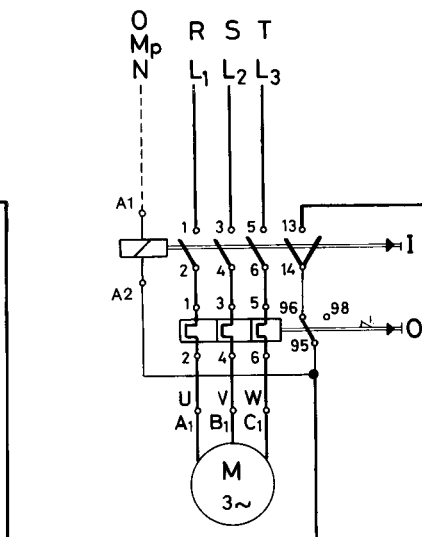 O R S T
Mp
N L1 L2 L3
A1
1 3 5 13
I
2 4 6 14
A2
1 3 5 96 98
O
95
2 4 6
U V W
A1 B1 C1
M
3~